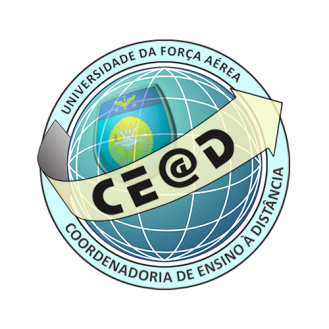 UNIVERSIDADE DA FORÇA AÉREA
CE@D
COORDENADORIA DE ENSINO À DISTÂNCIA